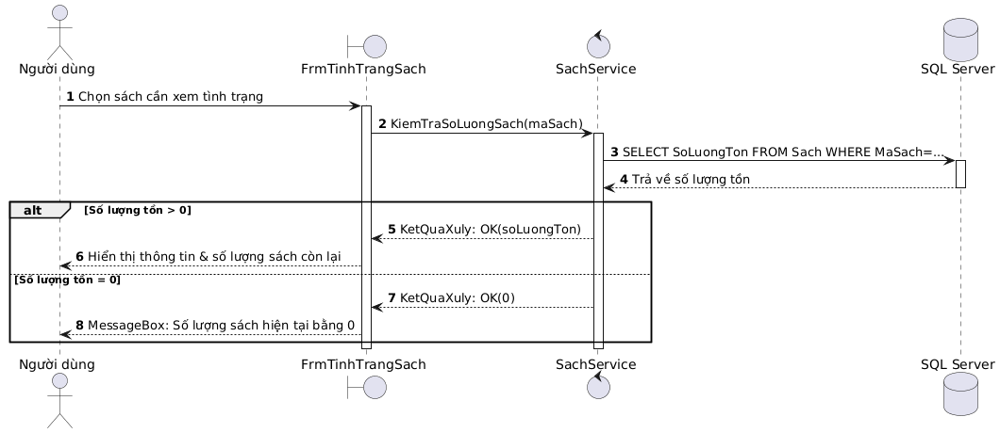 Người dùng
FrmTinhTrangSach
SachService
SQL Server
1 Chọn sách cần xem tình trạng
2 KiemTraSoLuongSach(maSach)
3 SELECT SoLuongTon FROM Sach WHERE MaSach=...
4 Trả về số lượng tồn
alt [Số lượng tồn > 0]
5 KetQuaXuly: OK(soLuongTon)
6 Hiển thị thông tin & số lượng sách còn lại
[Số lượng tồn = 0]
7 KetQuaXuly: OK(0)
8 MessageBox: Số lượng sách hiện tại bằng 0
Người dùng
FrmTinhTrangSach
SachService
SQL Server